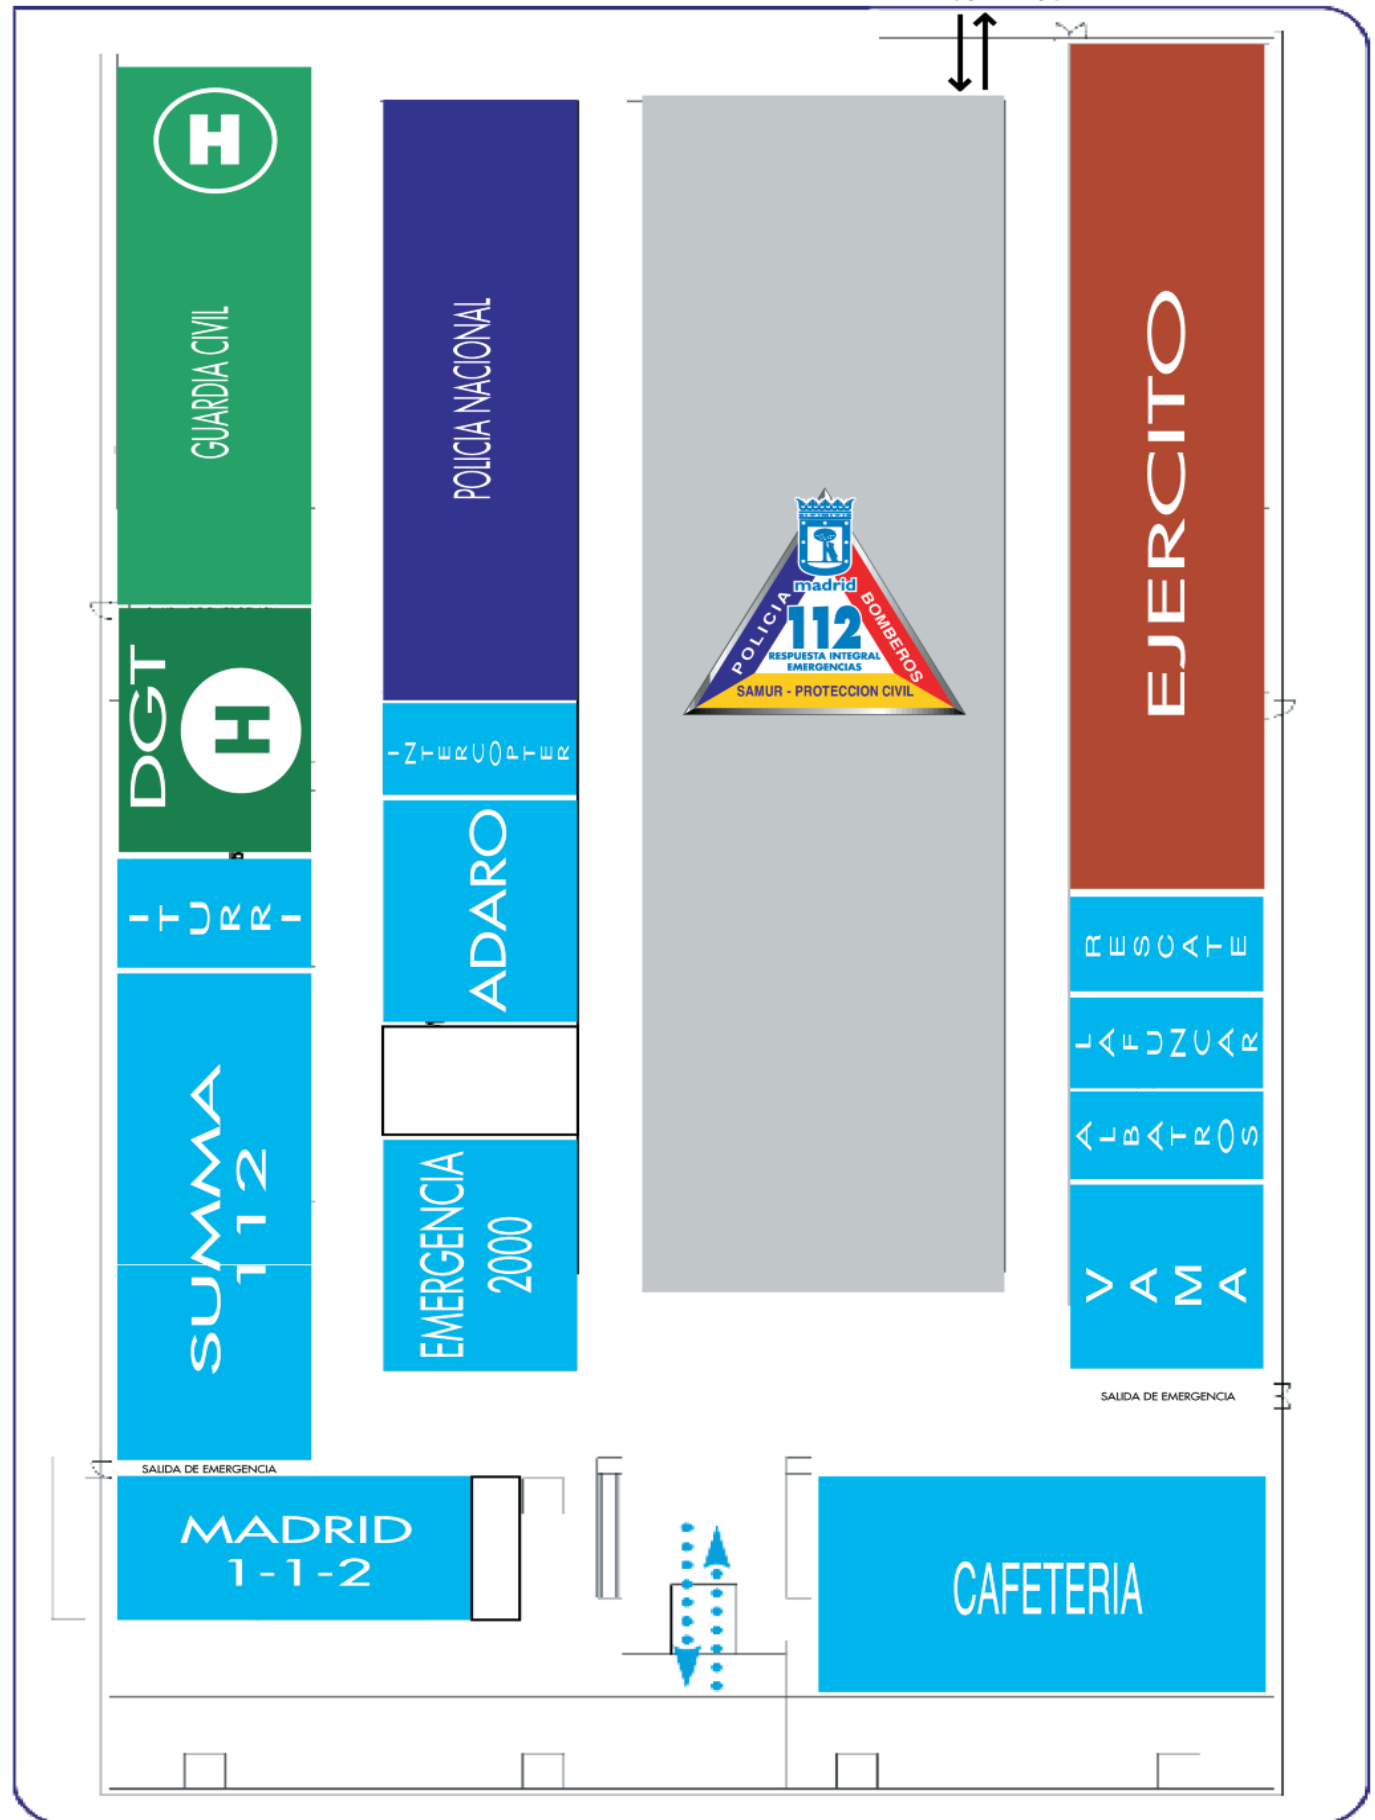 H
GUARDIA CIVIL
DGT
H
ITURRI
SUMMA
112
SALIDA DE EMERGENCIA
MADRID
1-1-2
POLICIA NACIONAL
INTERCOPTER
ADARO
EMERGENCIA
2000
madrid
POLICIA
112
BOMBEROS
RESPUESTA INTEGRAL
EMERGENCIAS
SAMUR - PROTECCION CIVIL
EJERCITO
RESCATE
LAFUNCAR
ALBATROS
VAMA
SALIDA DE EMERGENCIA
CAFETERIA